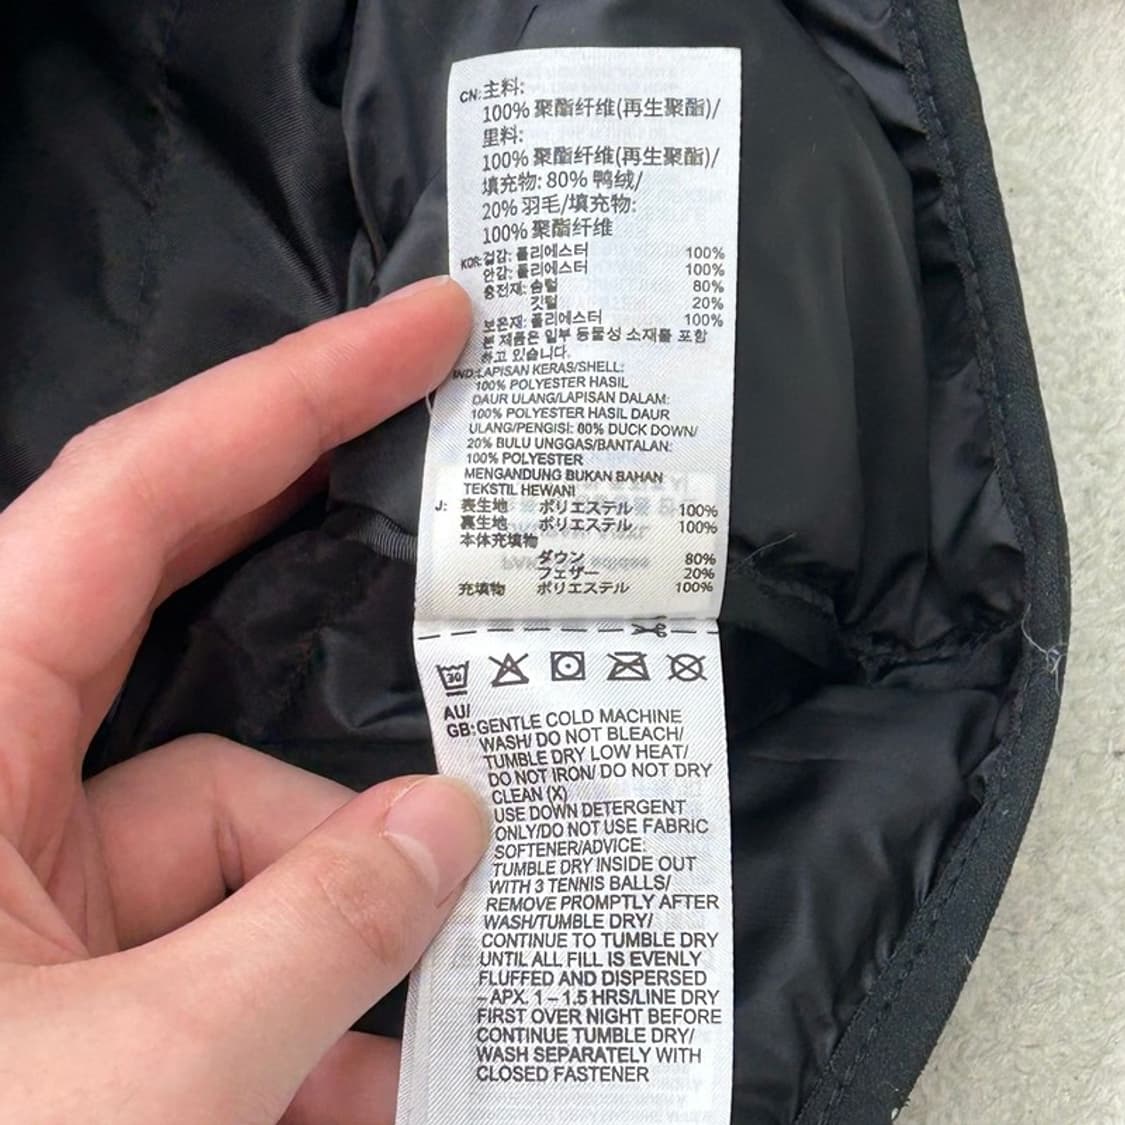 CN: 主料:
100% 聚酯纤维(再生聚酯)/
里料:
100% 聚酯纤维(再生聚酯)/
填充物: 80% 鸭绒/
20% 羽毛/填充物:
100% 聚酯纤维
KOR: 겉감: 폴리에스터 100%
안감: 폴리에스터 100%
충전재: 솜털 80%
깃털 20%
보온재: 폴리에스터 100%
본 제품은 일부 동물성 소재를 포함
하고 있습니다.
IND: LAPISAN KERAS/SHELL:
100% POLYESTER HASIL
DAUR ULANG/LAPISAN DALAM:
100% POLYESTER HASIL DAUR
ULANG/PENGISI: 80% DUCK DOWN/
20% BULU UNGGAS/BANTALAN:
100% POLYESTER
MENGANDUNG BUKAN BAHAN
TEKSTIL HEWANI
J: 表生地 ポリエステル 100%
裏生地 ポリエステル 100%
本体充填物
ダウン 80%
フェザー 20%
充填物 ポリエステル 100%
30
AU/
GB: GENTLE COLD MACHINE
WASH/ DO NOT BLEACH/
TUMBLE DRY LOW HEAT/
DO NOT IRON/ DO NOT DRY
CLEAN (X)
USE DOWN DETERGENT
ONLY/DO NOT USE FABRIC
SOFTENER/ADVICE:
TUMBLE DRY INSIDE OUT
WITH 3 TENNIS BALLS/
REMOVE PROMPTLY AFTER
WASH/TUMBLE DRY/
CONTINUE TO TUMBLE DRY
UNTIL ALL FILL IS EVENLY
FLUFFED AND DISPERSED
– APX. 1 – 1.5 HRS/LINE DRY
FIRST OVER NIGHT BEFORE
CONTINUE TUMBLE DRY/
WASH SEPARATELY WITH
CLOSED FASTENER